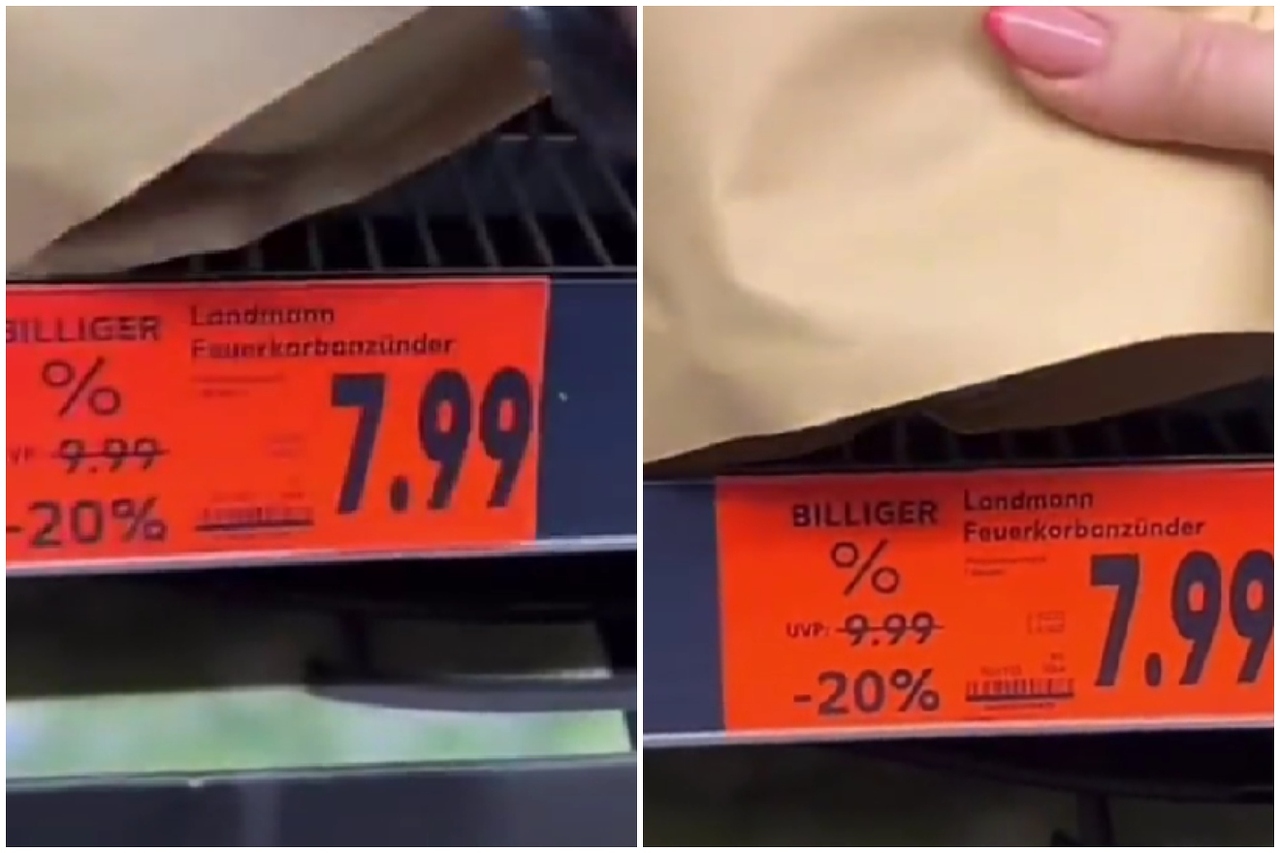 BILLIGER
%
9.99
-20%
Landmann
Feuerkorbanzünder
7.99
BILLIGER
%
UVP: 9.99
-20%
Landmann
Feuerkorbanzünder
7.99